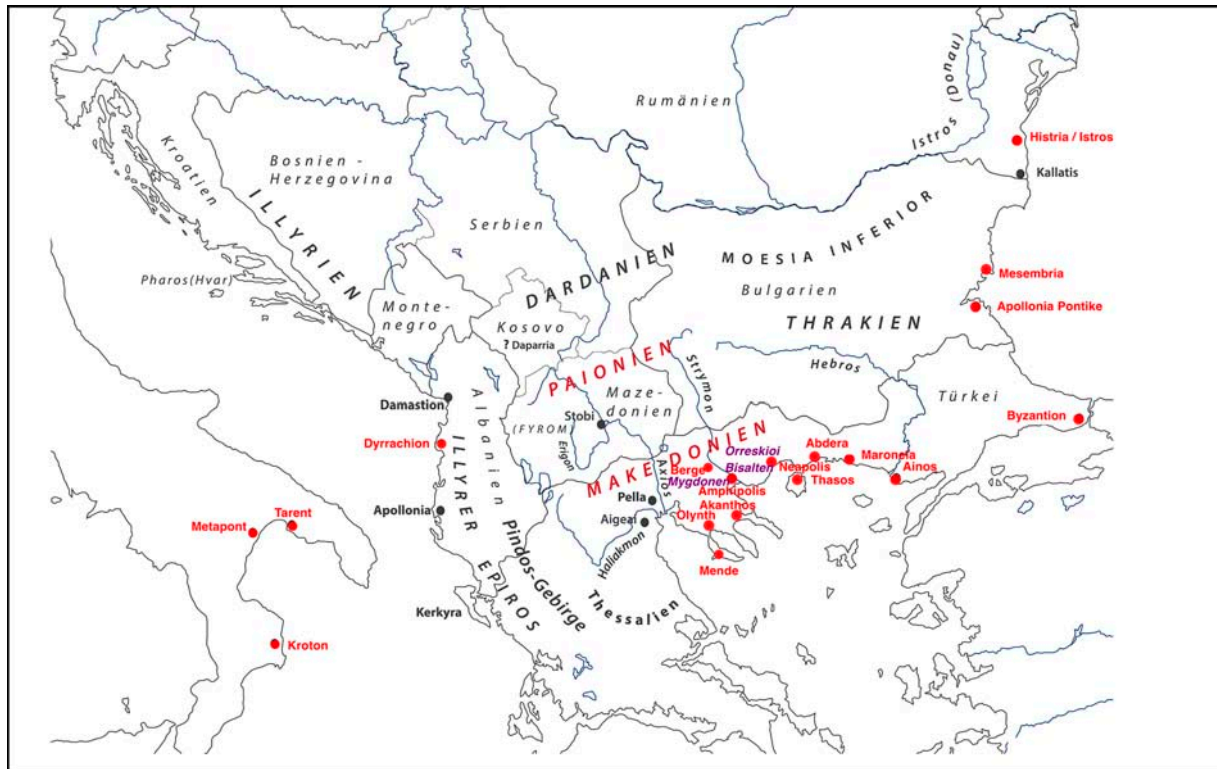 Rumänien
Istros (Donau)
Histria / Istros
Kallatis
Kroatien
Bosnien -
Herzegovina
ILLYRIEN
Serbien
Pharos(Hvar)
Monte-
negro
Kosovo
? Daparria
DARDANIEN
MOESIA INFERIOR
Bulgarien
THRAKIEN
Mesembria
Apollonia Pontike
PAIONIEN
Strymon
Hebros
Türkei
Byzantion
Damastion
Dyrrachion
Apollonia
ILLYRER
Albanien
Stobi
(FYROM)
Maze-
donien
Erigon
MAKEDONIEN
Axios
Orreskioi
Bisalten
Mygdonen
Berge
Amphipolis
Akanthos
Olynth
Mende
Neapolis
Abdera
Thasos
Maroneia
Ainos
Pella
Aigeai
Haliakmon
Thessalien
Pindos-Gebirge
EPIROS
Kerkyra
Metapont
Tarent
Kroton